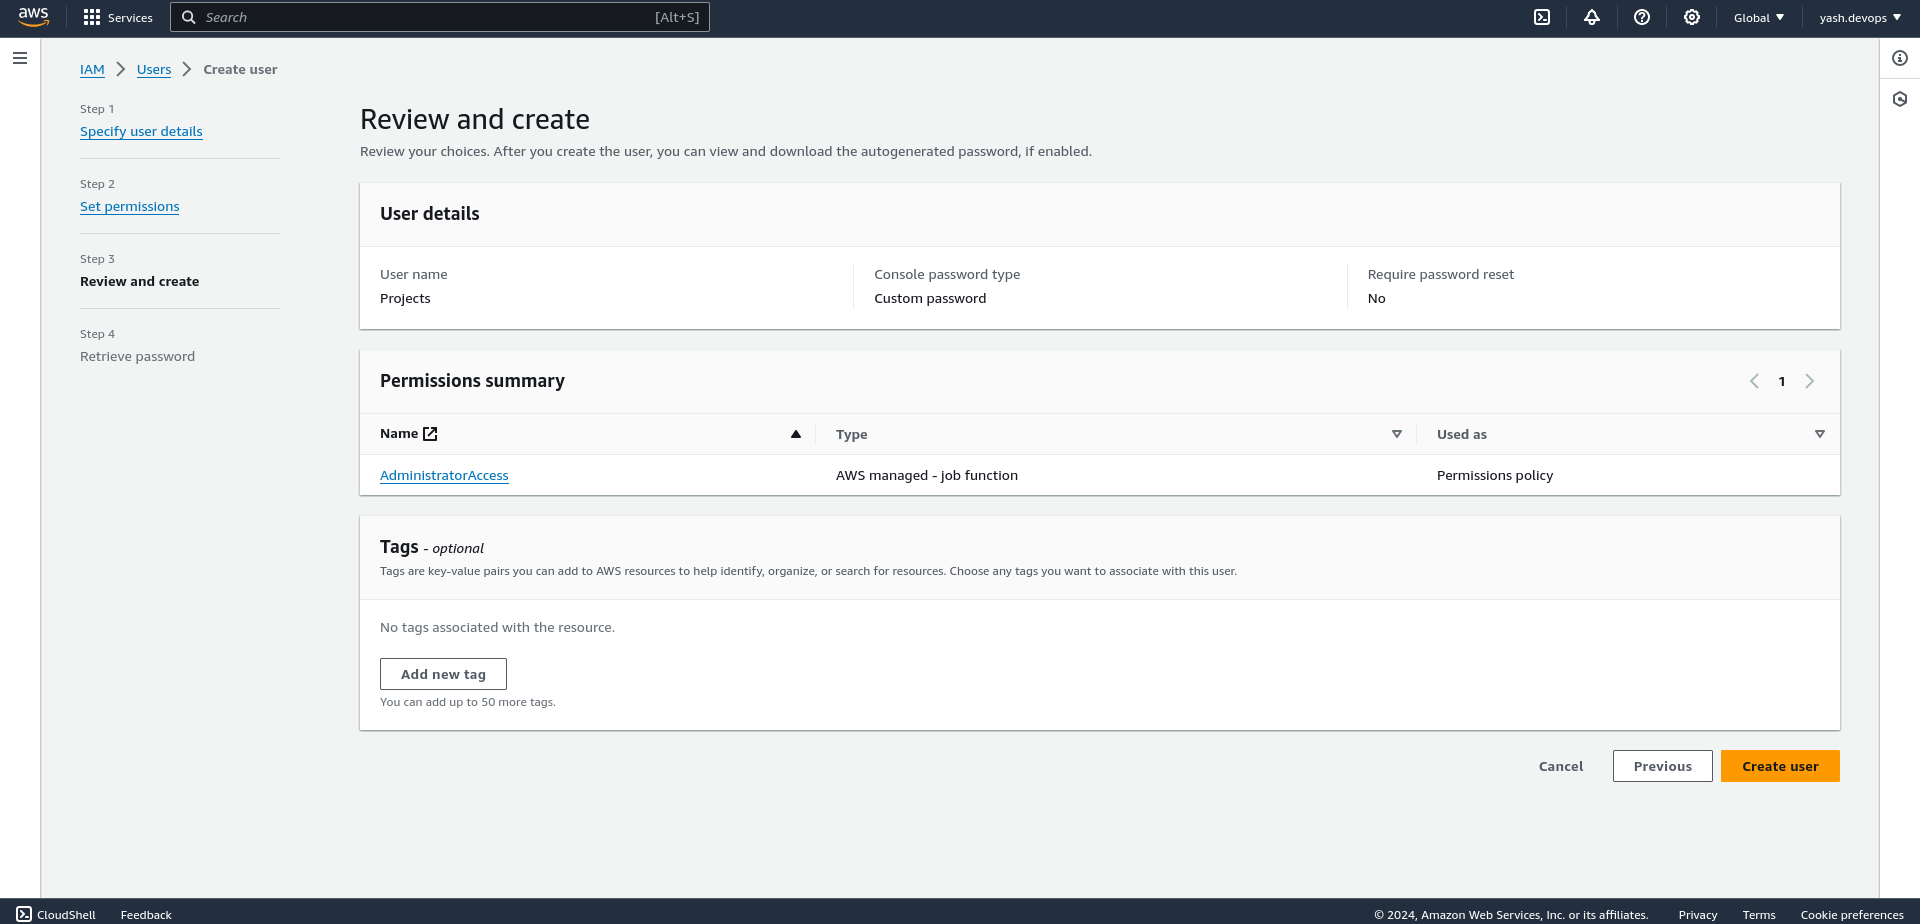 aws
Services
Search [Alt+S]
Global
yash.devops
IAM Users Create user
Step 1
Specify user details
Step 2
Set permissions
Step 3
Review and create
Step 4
Retrieve password
Review and create
Review your choices. After you create the user, you can view and download the autogenerated password, if enabled.
User details
User name
Projects
Console password type
Custom password
Require password reset
No
Permissions summary
1
Name Type Used as
AdministratorAccess AWS managed - job function Permissions policy
Tags - optional
Tags are key-value pairs you can add to AWS resources to help identify, organize, or search for resources. Choose any tags you want to associate with this user.
No tags associated with the resource.
Add new tag
You can add up to 50 more tags.
Cancel Previous Create user
CloudShell Feedback © 2024, Amazon Web Services, Inc. or its affiliates. Privacy Terms Cookie preferences